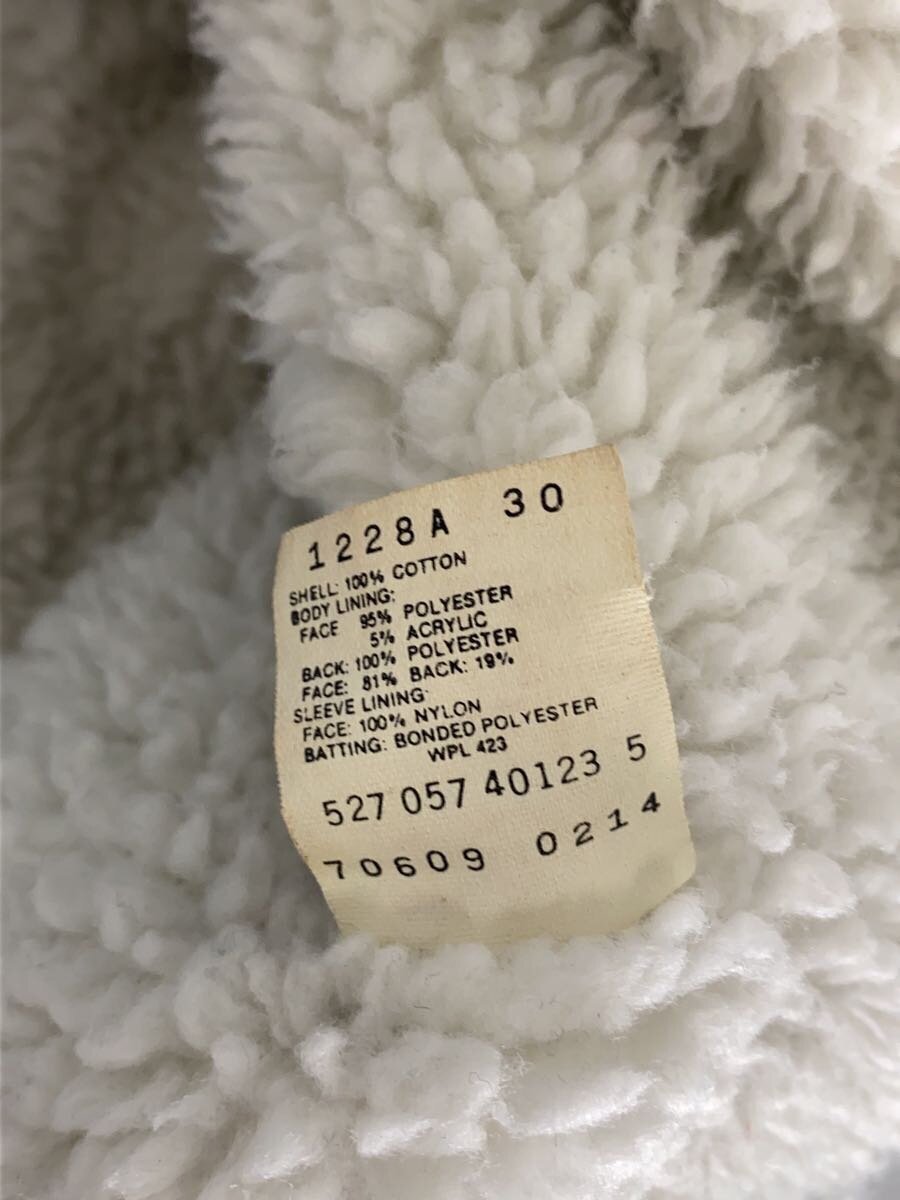 1228A 30
SHELL: 100% COTTON
BODY LINING:
FACE 95% POLYESTER
5% ACRYLIC
BACK: 100% POLYESTER
FACE: 81% BACK: 19%
SLEEVE LINING:
FACE: 100% NYLON
BATTING: BONDED POLYESTER
WPL 423
527 057 40123 5
70609 0214